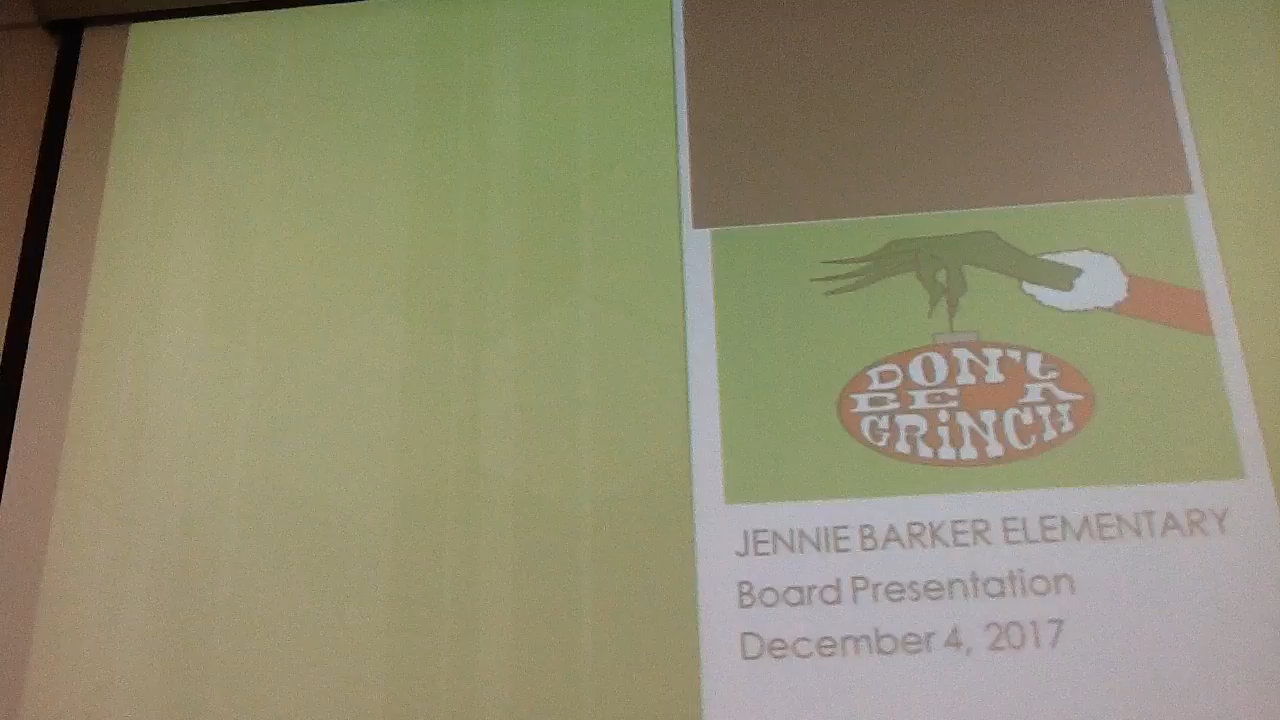 DON't
BE A
GRiNCH
JENNIE BARKER ELEMENTARY
Board Presentation
December 4, 2017